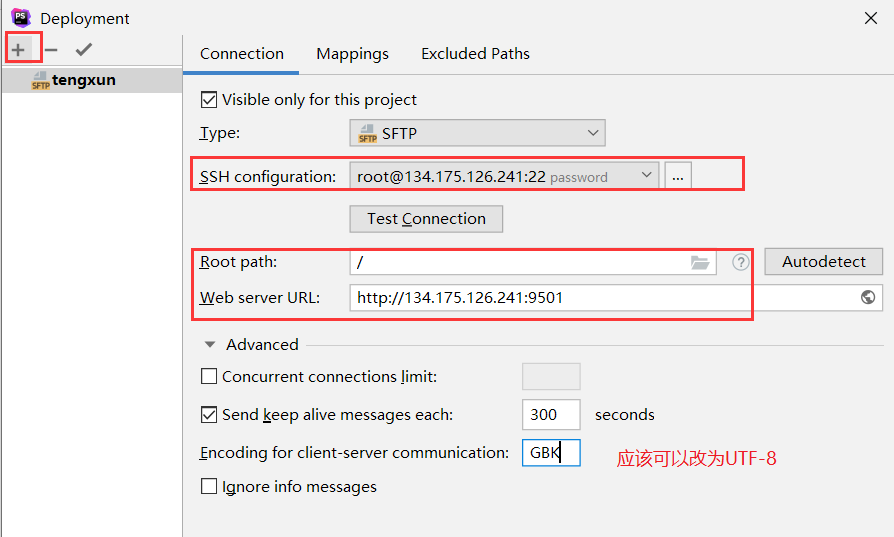 PS Deployment
SFTP tengxun
Connection Mappings Excluded Paths
Visible only for this project
Type: SFTP SFTP
SSH configuration: root@134.175.126.241:22 password ...
Test Connection
Root path: / ? Autodetect
Web server URL: http://134.175.126.241:9501
Advanced
Concurrent connections limit:
Send keep alive messages each: 300 seconds
Encoding for client-server communication: GBK 应该可以改为UTF-8
Ignore info messages